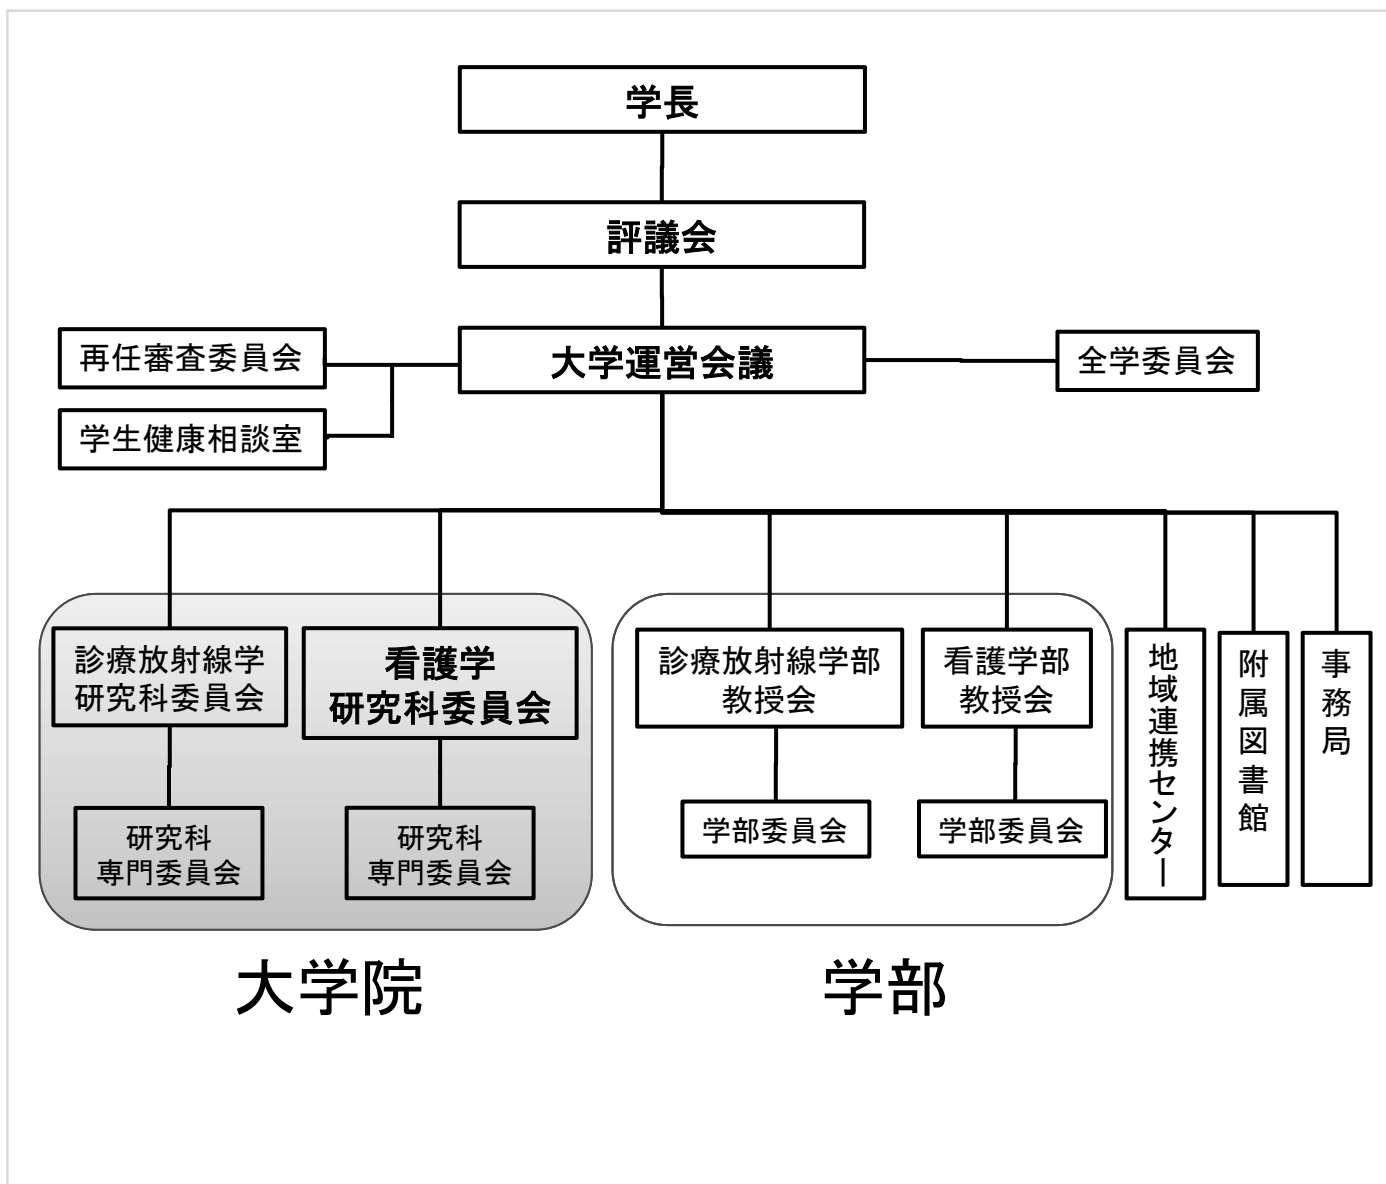 学長
評議会
大学運営会議
再任審査委員会
学生健康相談室
全学委員会
診療放射線学
研究科委員会
看護学
研究科委員会
診療放射線学部
教授会
看護学部
教授会
地域連携センター
附属図書館
事務局
研究科
専門委員会
研究科
専門委員会
学部委員会
学部委員会
大学院
学部